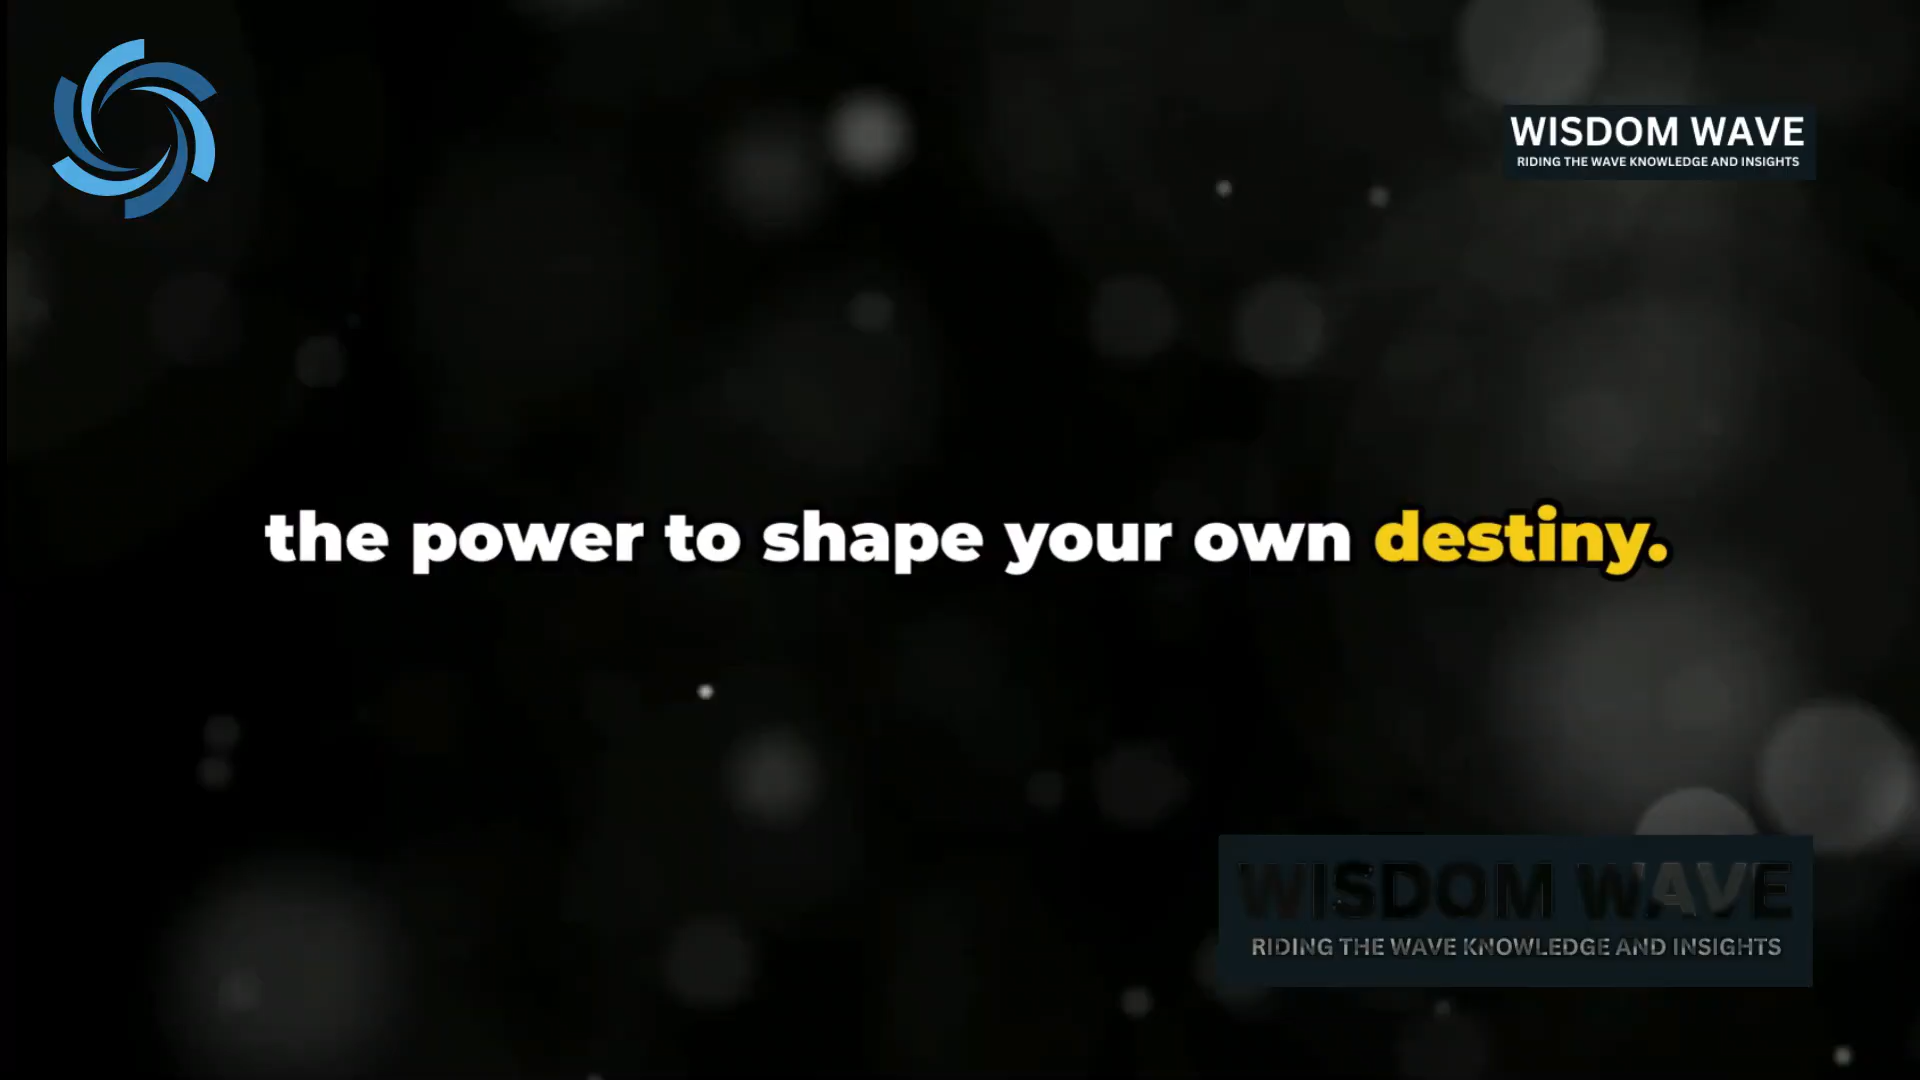 WISDOM WAVE
RIDING THE WAVE KNOWLEDGE AND INSIGHTS
the power to shape your own destiny.
WISDOM WAVE
RIDING THE WAVE KNOWLEDGE AND INSIGHTS